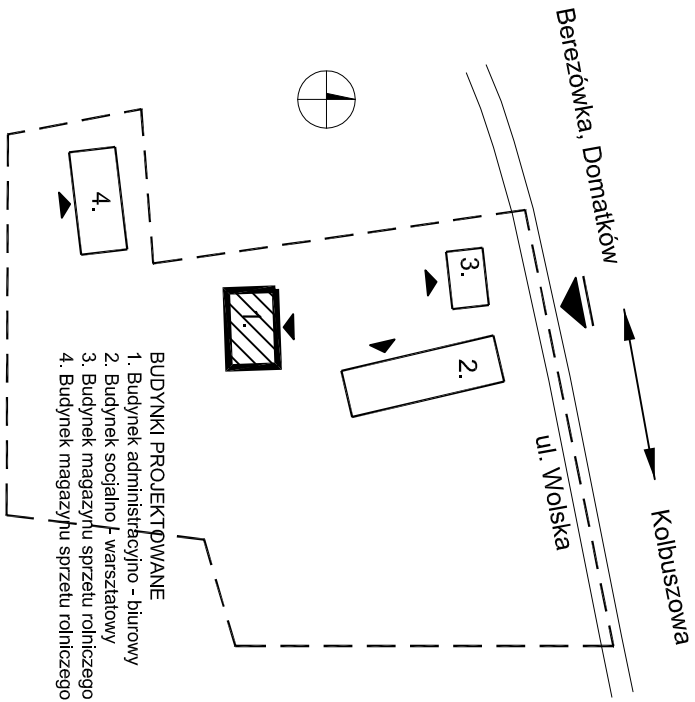 Berezówka, Domatków
Kolbuszowa
ul. Wolska
3.
2.
1.
4.
BUDYNKI PROJEKTOWANE
1. Budynek administracyjno - biurowy
2. Budynek socjalno - warsztatowy
3. Budynek magazynu sprzetu rolniczego
4. Budynek magazynu sprzetu rolniczego